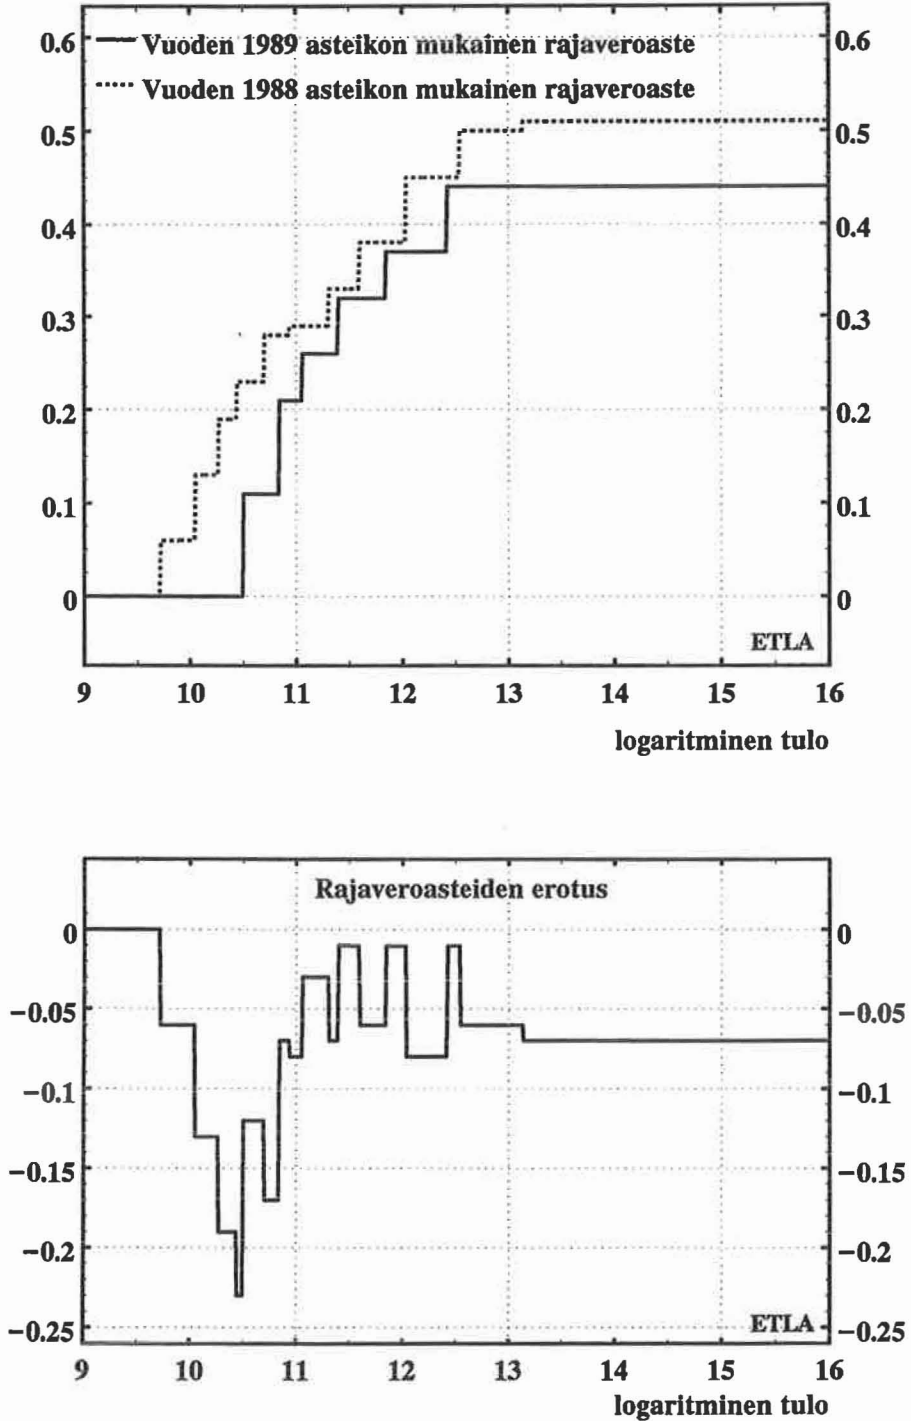 0.6 Vuoden 1989 asteikon mukainen rajaveroaste 0.6
Vuoden 1988 asteikon mukainen rajaveroaste
0.5 0.5
0.4 0.4
0.3 0.3
0.2 0.2
0.1 0.1
0 0
ETLA
9 10 11 12 13 14 15 16
logaritminen tulo
Rajaveroasteiden erotus
0 0
−0.05 −0.05
−0.1 −0.1
−0.15 −0.15
−0.2 −0.2
−0.25 ETLA −0.25
9 10 11 12 13 14 15 16
logaritminen tulo